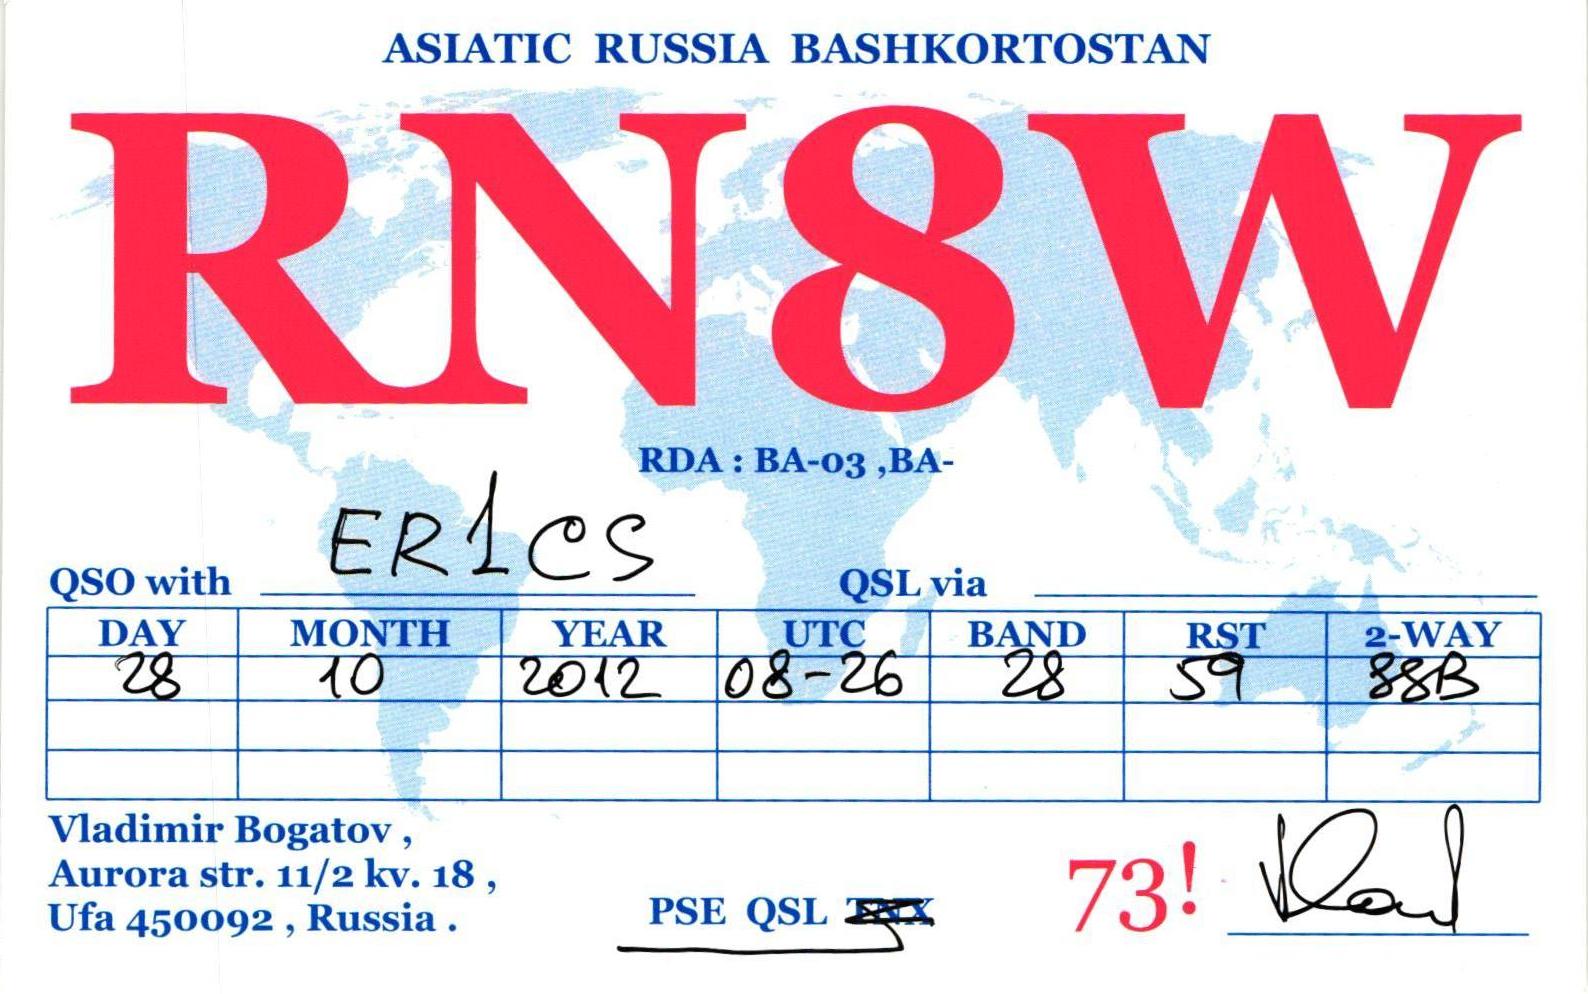 ASIATIC RUSSIA BASHKORTOSTAN
RN8W
RDA : BA-03 ,BA-
QSO with ER1CS QSL via
DAY MONTH YEAR UTC BAND RST 2-WAY
28 10 2012 08-26 28 59 SSB
Vladimir Bogatov ,
Aurora str. 11/2 kv. 18 ,
Ufa 450092 , Russia .
PSE QSL TNX
73!